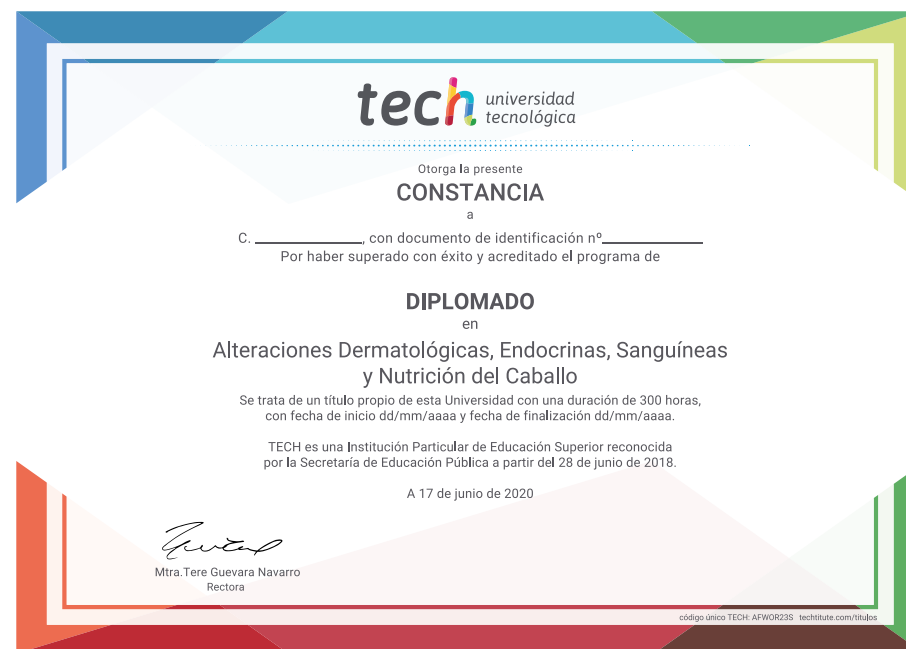 tech universidad
tecnológica
Otorga la presente
CONSTANCIA
a
C. ____________, con documento de identificación nº____________
Por haber superado con éxito y acreditado el programa de
DIPLOMADO
en
Alteraciones Dermatológicas, Endocrinas, Sanguíneas
y Nutrición del Caballo
Se trata de un título propio de esta Universidad con una duración de 300 horas,
con fecha de inicio dd/mm/aaaa y fecha de finalización dd/mm/aaaa.
TECH es una Institución Particular de Educación Superior reconocida
por la Secretaría de Educación Pública a partir del 28 de junio de 2018.
A 17 de junio de 2020
Mtra.Tere Guevara Navarro
Rectora
código único TECH: AFWOR23S techtitute.com/titulos